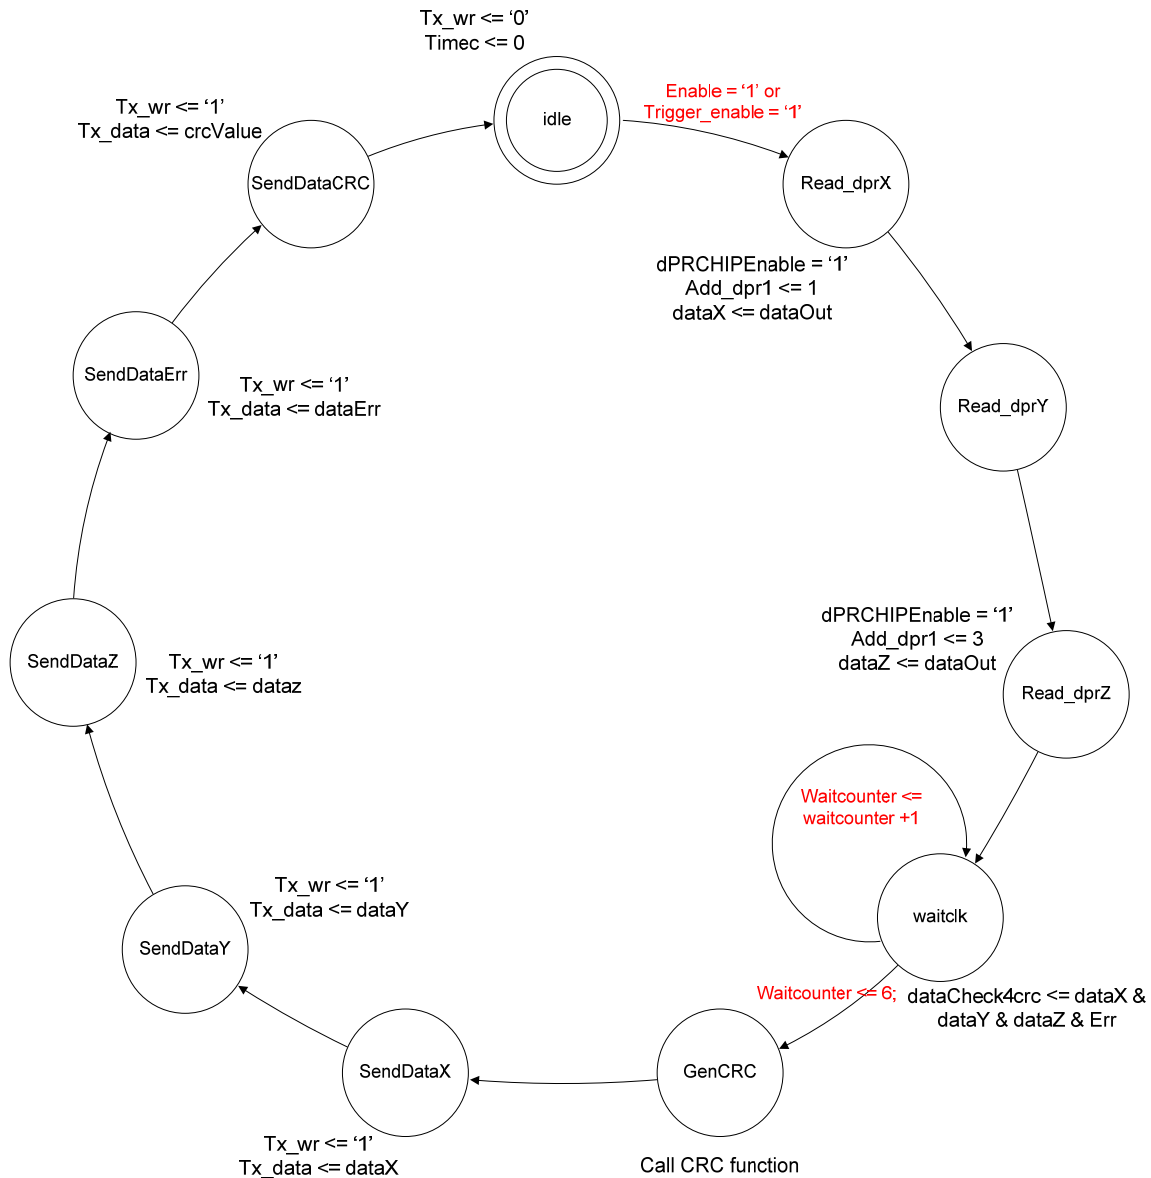 Tx_wr <= ‘0’
Timec <= 0
idle
Enable = ‘1’ or
Trigger_enable = ‘1’
Read_dprX
dPRCHIPEnable = ‘1’
Add_dpr1 <= 1
dataX <= dataOut
Read_dprY
dPRCHIPEnable = ‘1’
Add_dpr1 <= 3
dataZ <= dataOut
Read_dprZ
Waitcounter <=
waitcounter +1
waitclk
Waitcounter <= 6;
dataCheck4crc <= dataX &
dataY & dataZ & Err
GenCRC
Call CRC function
SendDataX
Tx_wr <= ‘1’
Tx_data <= dataX
SendDataY
Tx_wr <= ‘1’
Tx_data <= dataY
SendDataZ
Tx_wr <= ‘1’
Tx_data <= dataz
SendDataErr
Tx_wr <= ‘1’
Tx_data <= dataErr
SendDataCRC
Tx_wr <= ‘1’
Tx_data <= crcValue